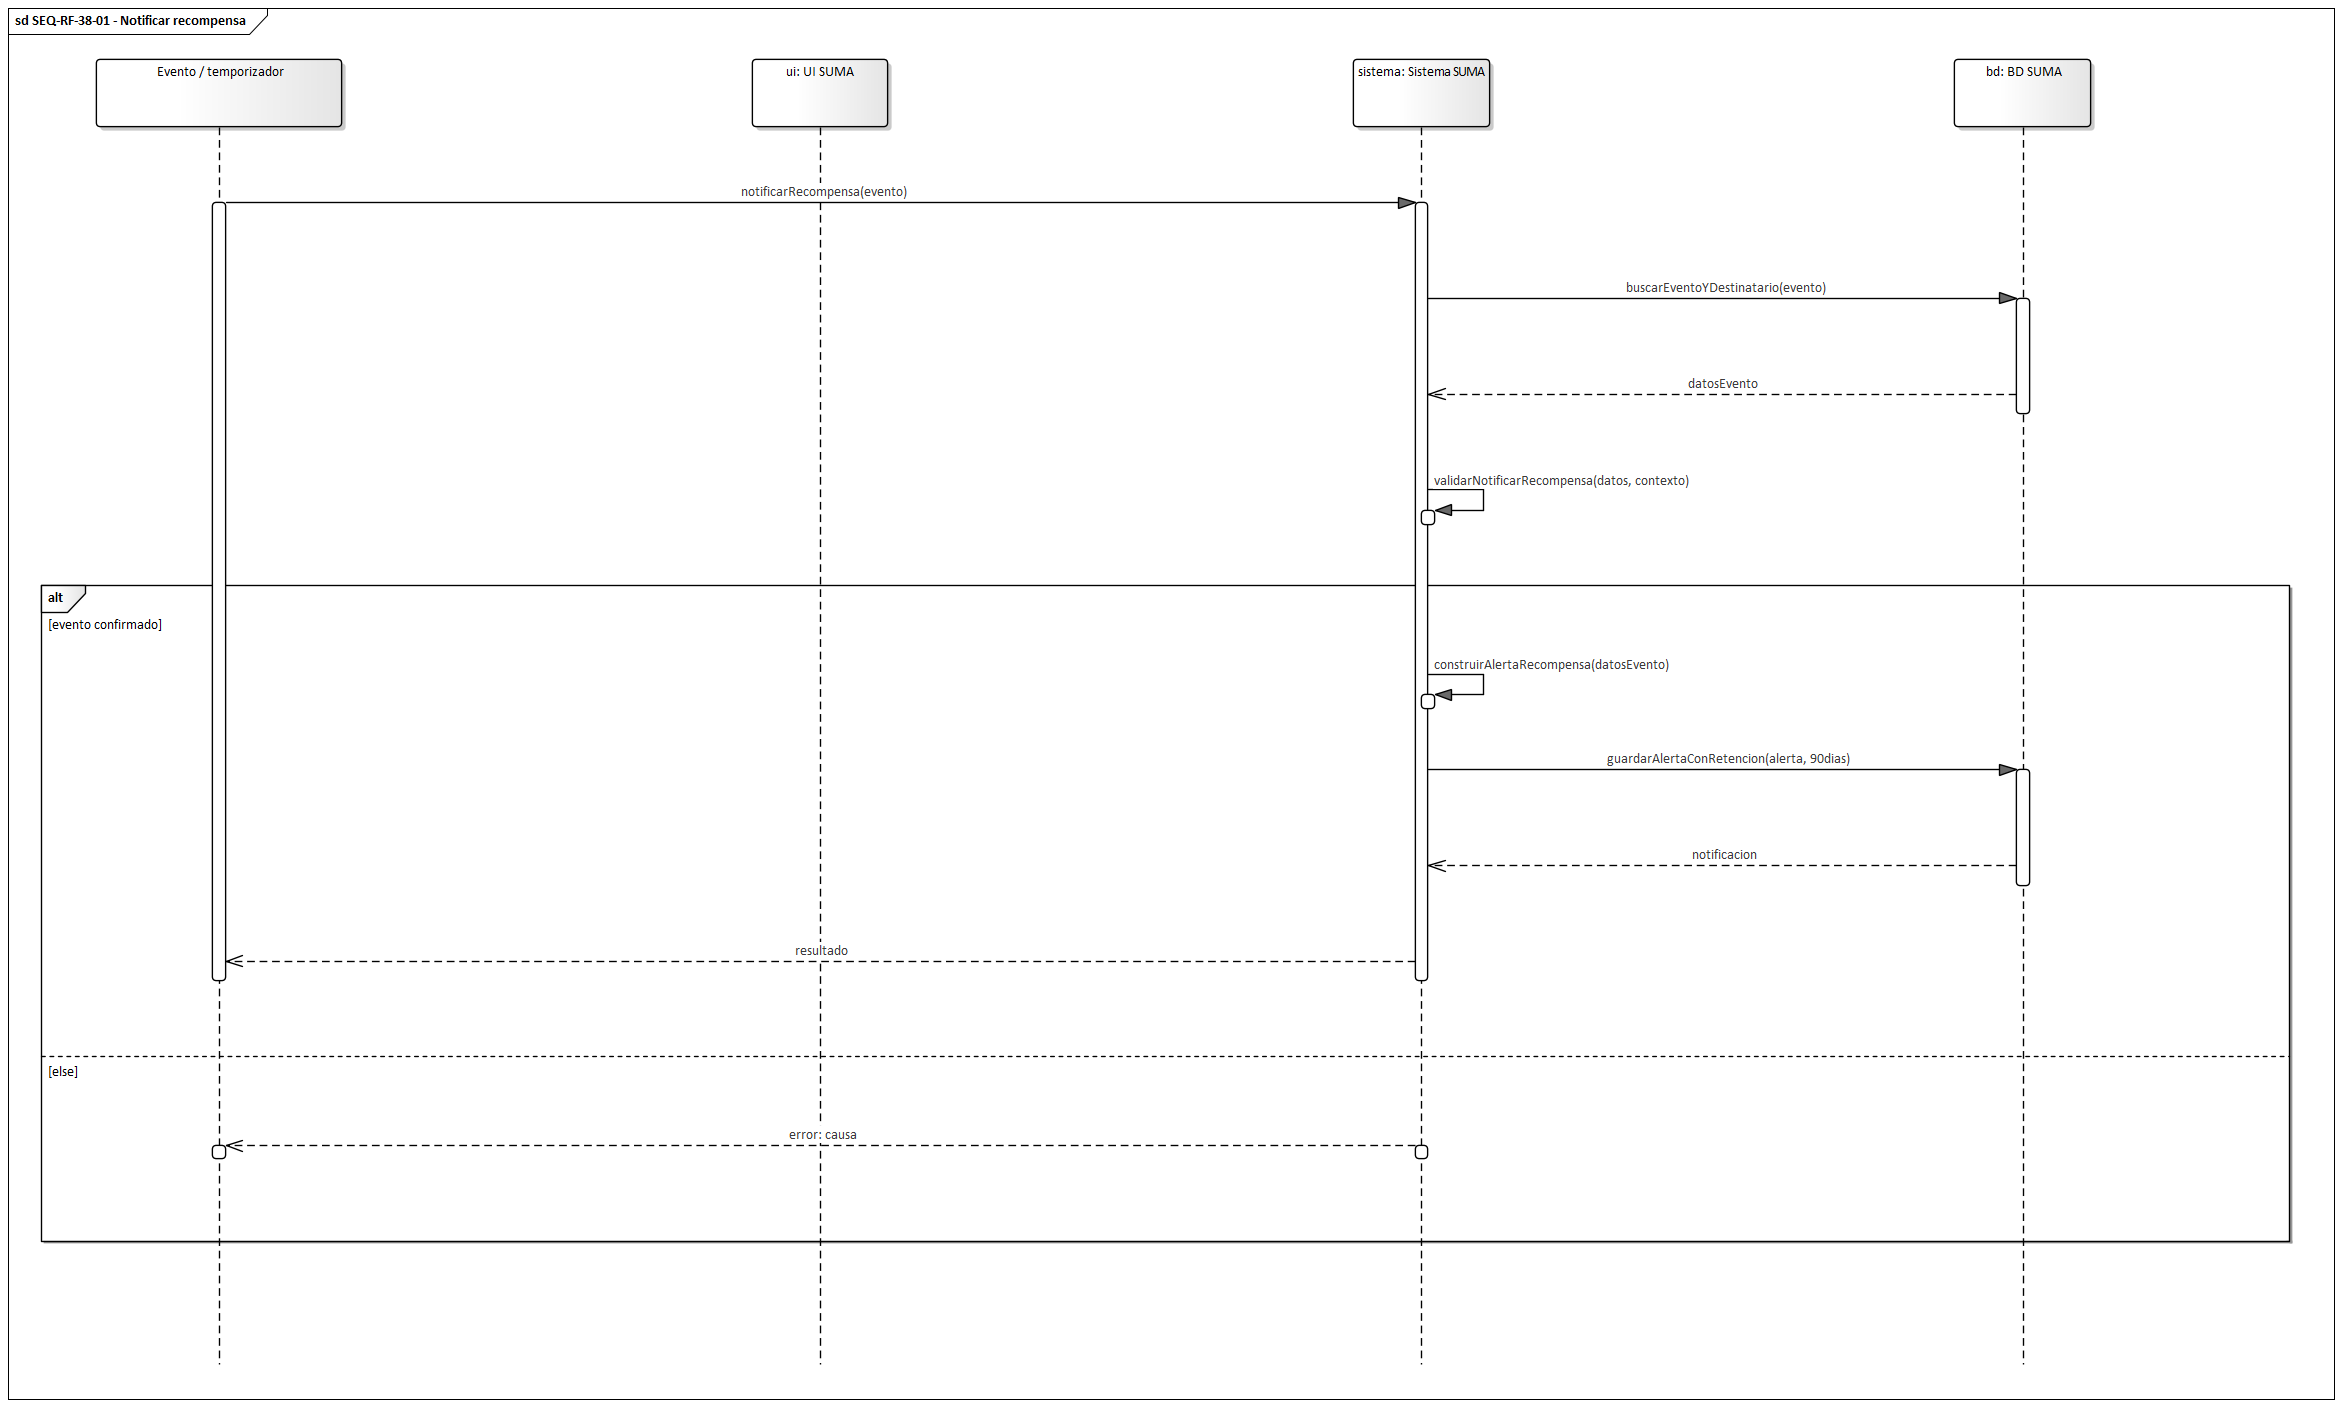 sd SEQ-RF-38-01 - Notificar recompensa
Evento / temporizador
ui: UI SUMA
sistema: Sistema SUMA
bd: BD SUMA
notificarRecompensa(evento)
buscarEventoYDestinatario(evento)
datosEvento
validarNotificarRecompensa(datos, contexto)
alt
[evento confirmado]
construirAlertaRecompensa(datosEvento)
guardarAlertaConRetencion(alerta, 90dias)
notificacion
resultado
[else]
error: causa